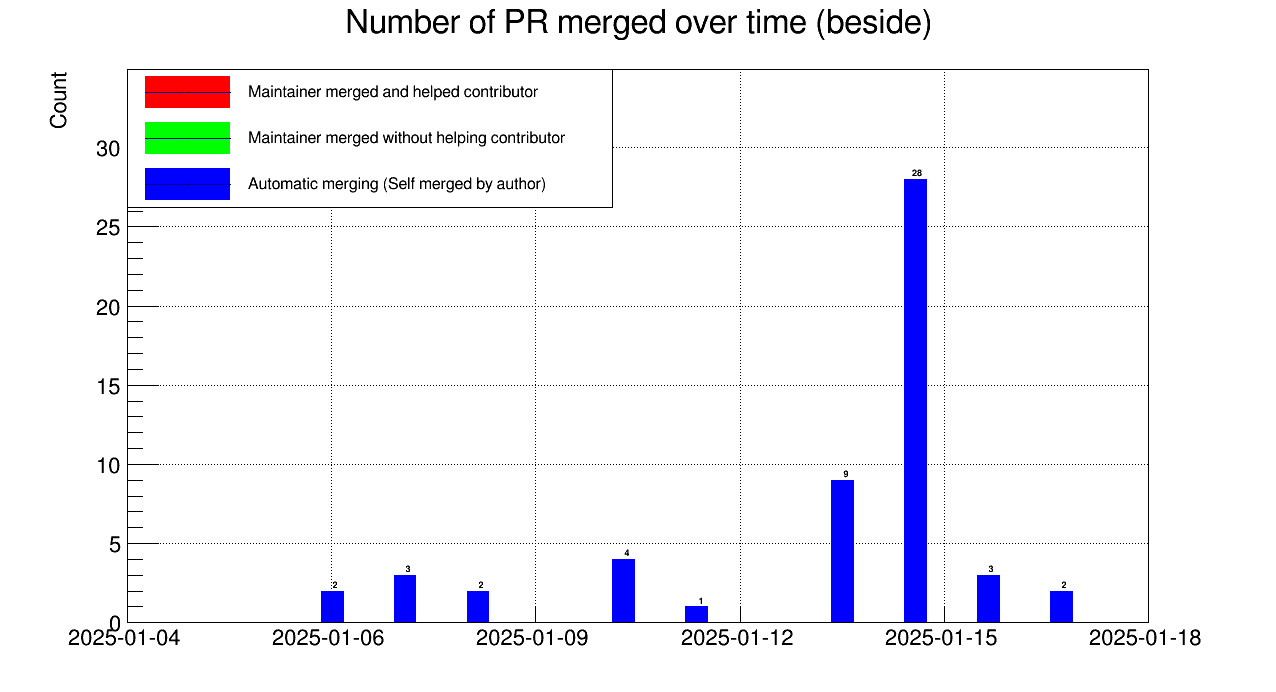 Number of PR merged over time (beside)
Count
Maintainer merged and helped contributor
Maintainer merged without helping contributor
Automatic merging (Self merged by author)
30
25
20
15
10
5
0
28
9
4
3
3
2
2
2
1
2025-01-04 2025-01-06 2025-01-09 2025-01-12 2025-01-15 2025-01-18